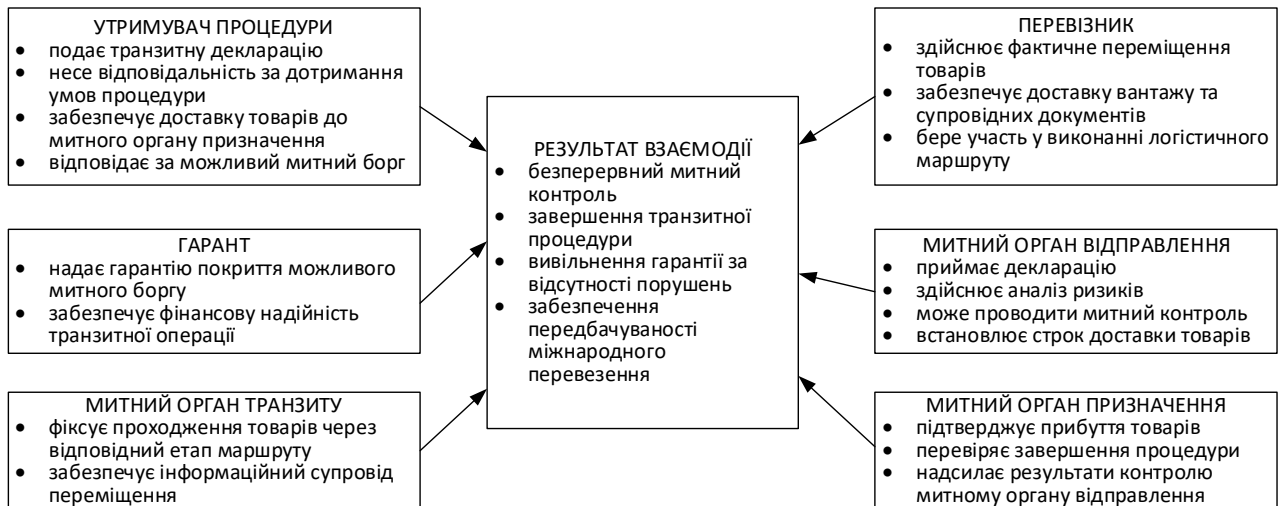 УТРИМУВАЧ ПРОЦЕДУРИ
• подає транзитну декларацію
• несе відповідальність за дотримання
умов процедури
• забезпечує доставку товарів до
митного органу призначення
• відповідає за можливий митний борг
ГАРАНТ
• надає гарантію покриття можливого
митного боргу
• забезпечує фінансову надійність
транзитної операції
МИТНИЙ ОРГАН ТРАНЗИТУ
• фіксує проходження товарів через
відповідний етап маршруту
• забезпечує інформаційний супровід
переміщення
РЕЗУЛЬТАТ ВЗАЄМОДІЇ
• безперервний митний
контроль
• завершення транзитної
процедури
• вивільнення гарантії за
відсутності порушень
• забезпечення
передбачуваності
міжнародного
перевезення
ПЕРЕВІЗНИК
• здійснює фактичне переміщення
товарів
• забезпечує доставку вантажу та
супровідних документів
• бере участь у виконанні логістичного
маршруту
МИТНИЙ ОРГАН ВІДПРАВЛЕННЯ
• приймає декларацію
• здійснює аналіз ризиків
• може проводити митний контроль
• встановлює строк доставки товарів
МИТНИЙ ОРГАН ПРИЗНАЧЕННЯ
• підтверджує прибуття товарів
• перевіряє завершення процедури
• надсилає результати контролю
митному органу відправлення